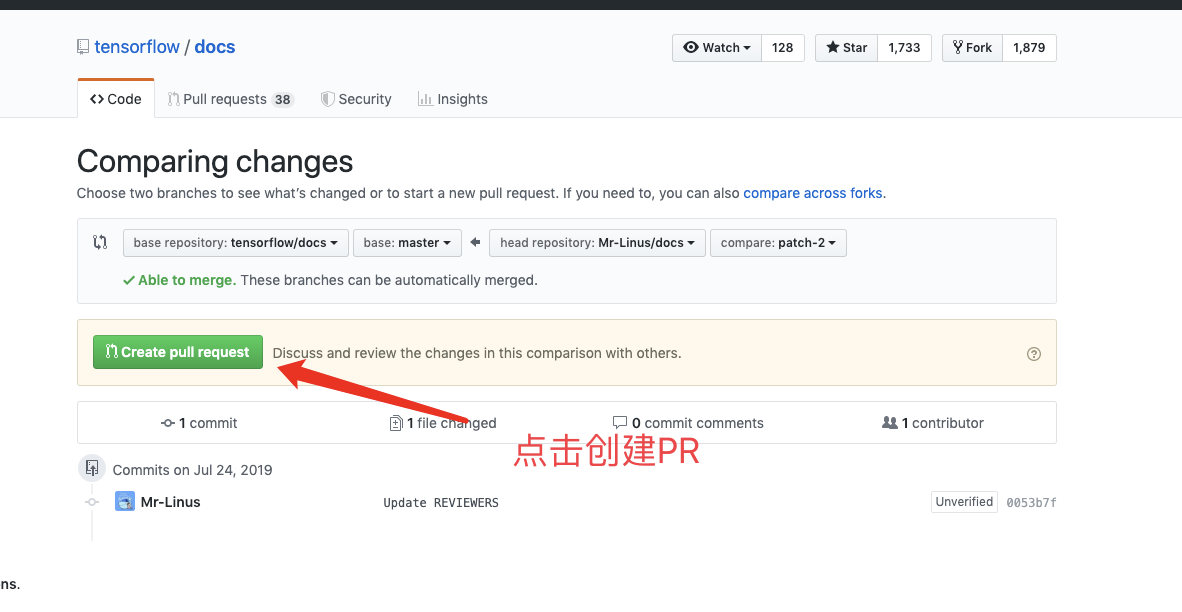 tensorflow / docs
Watch 128 Star 1,733 Fork 1,879
Code Pull requests 38 Security Insights
Comparing changes
Choose two branches to see what's changed or to start a new pull request. If you need to, you can also compare across forks.
base repository: tensorflow/docs base: master head repository: Mr-Linus/docs compare: patch-2
Able to merge. These branches can be automatically merged.
Create pull request Discuss and review the changes in this comparison with others.
1 commit 1 file changed 0 commit comments 1 contributor
点击创建PR
Commits on Jul 24, 2019
Mr-Linus Update REVIEWERS Unverified 0053b7f
ns.